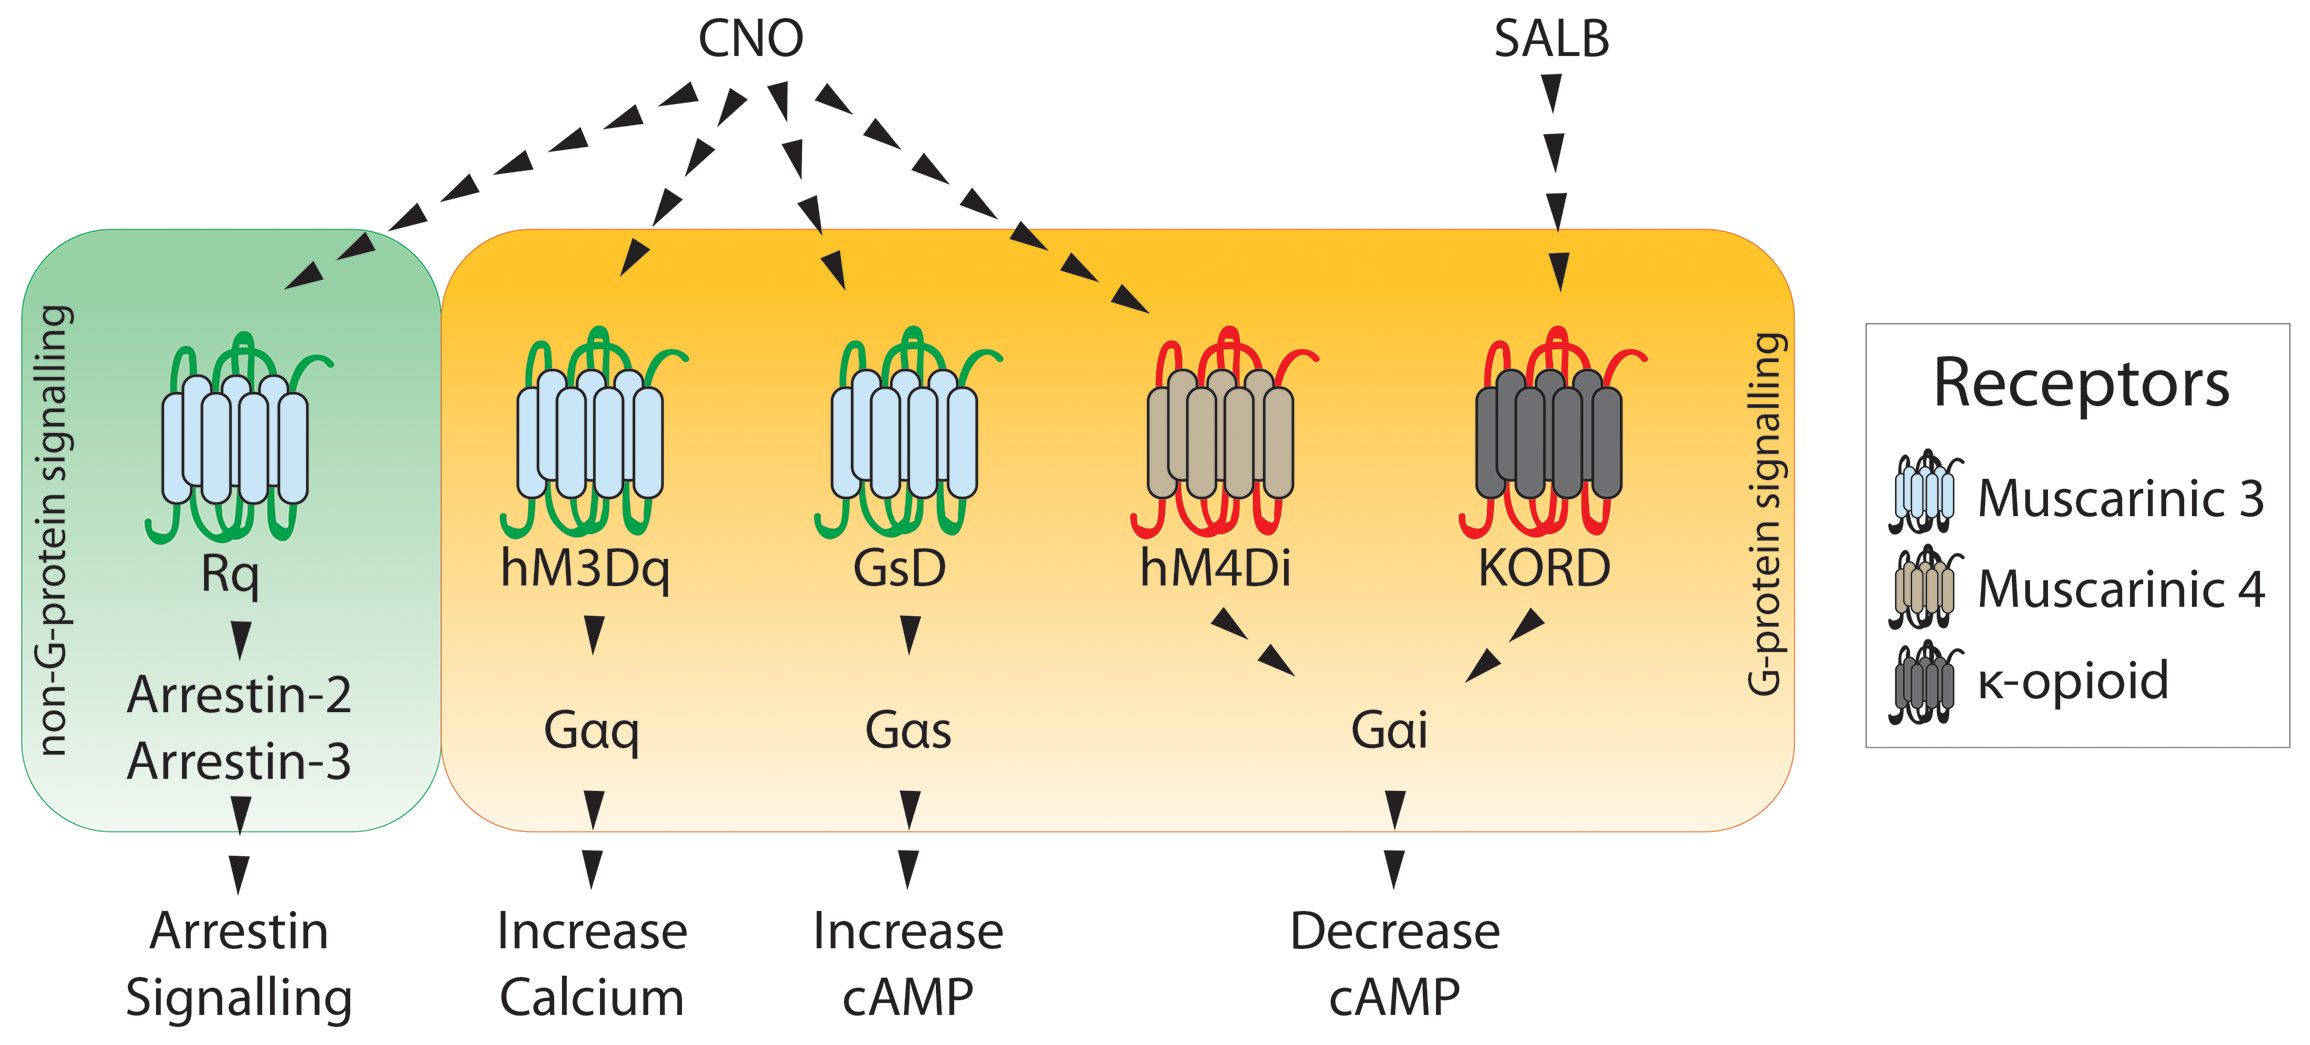 CNO
SALB
non-G-protein signalling
Rq
Arrestin-2
Arrestin-3
Arrestin
Signalling
hM3Dq
Gαq
Increase
Calcium
GsD
Gαs
Increase
cAMP
hM4Di
KORD
Gαi
Decrease
cAMP
G-protein signalling
Receptors
Muscarinic 3
Muscarinic 4
κ-opioid